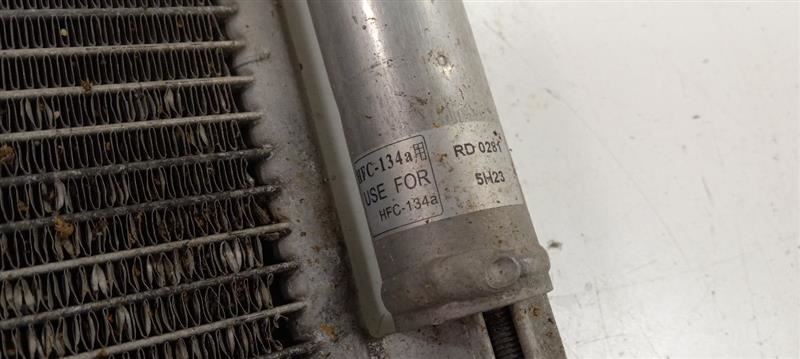 HFC-134a用
USE FOR
HFC-134a
RD 0281
5H23